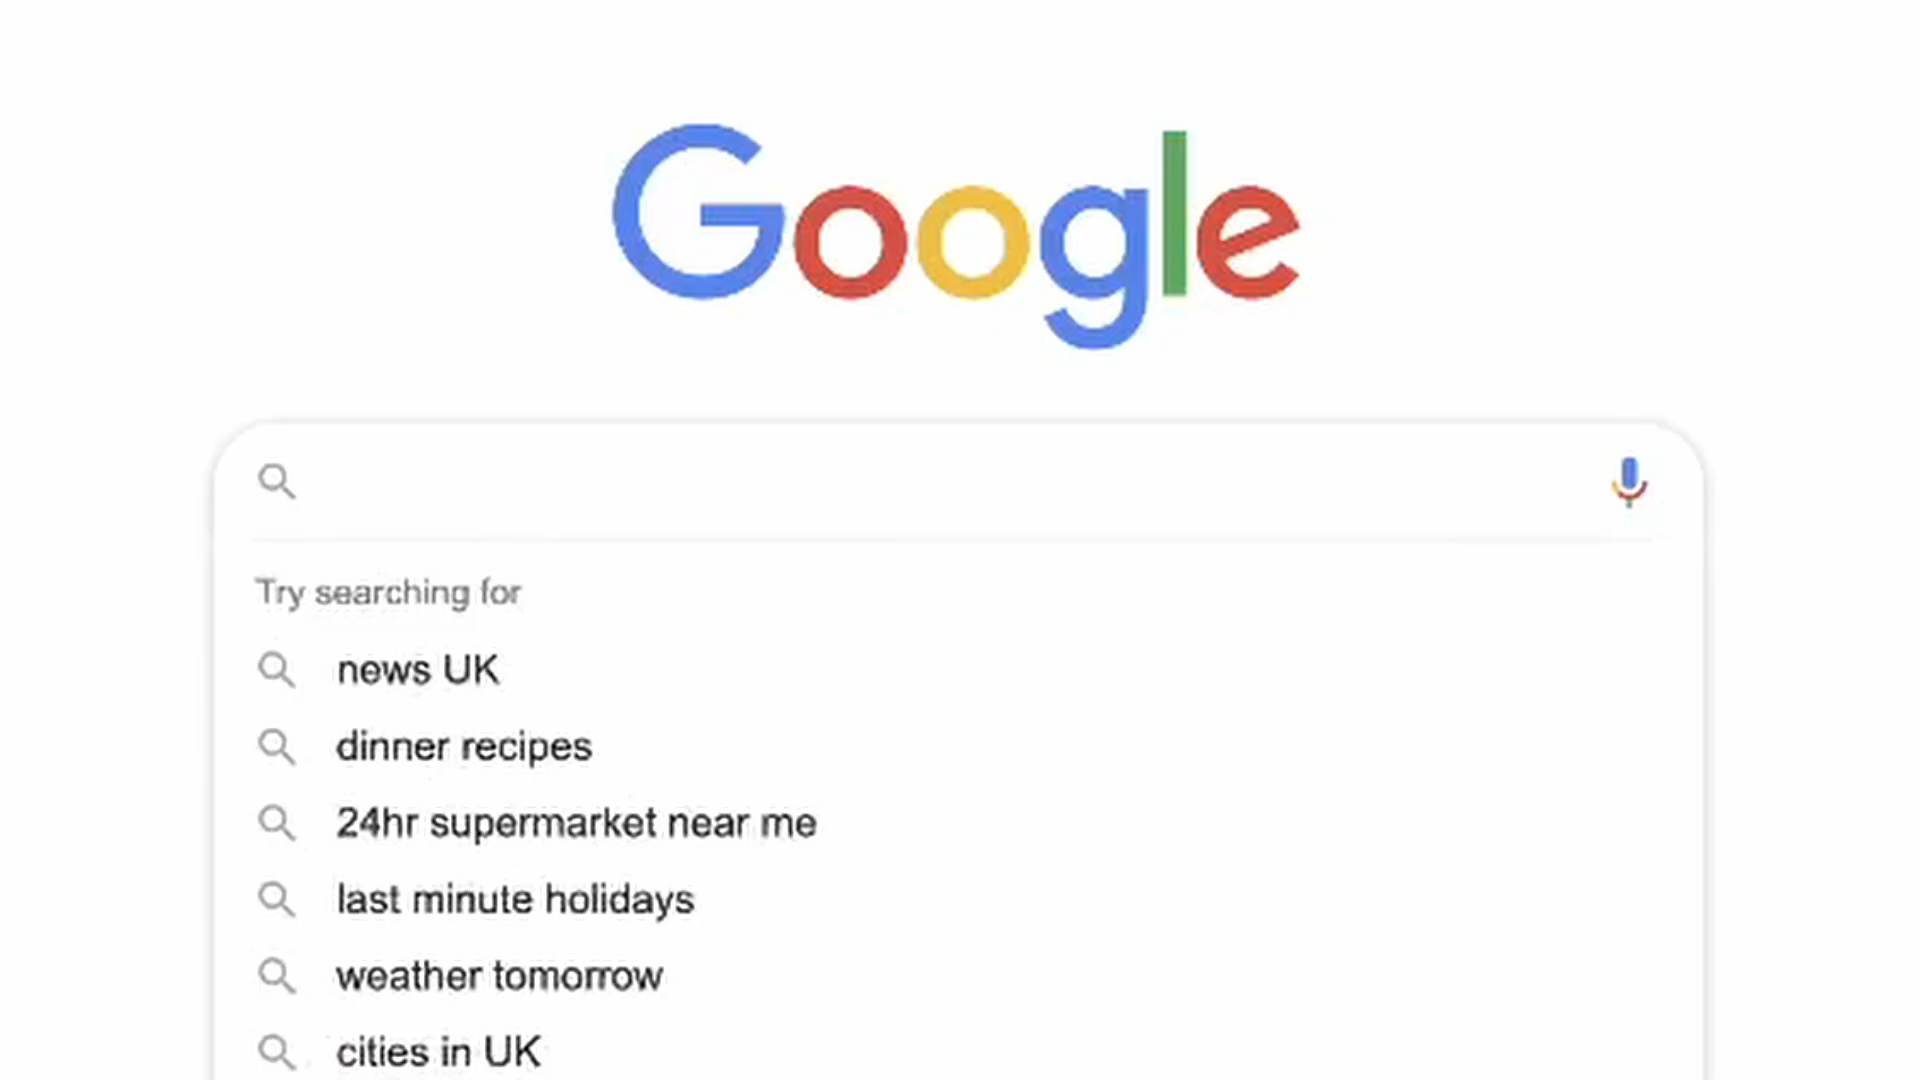 Google
Try searching for
news UK
dinner recipes
24hr supermarket near me
last minute holidays
weather tomorrow
cities in UK